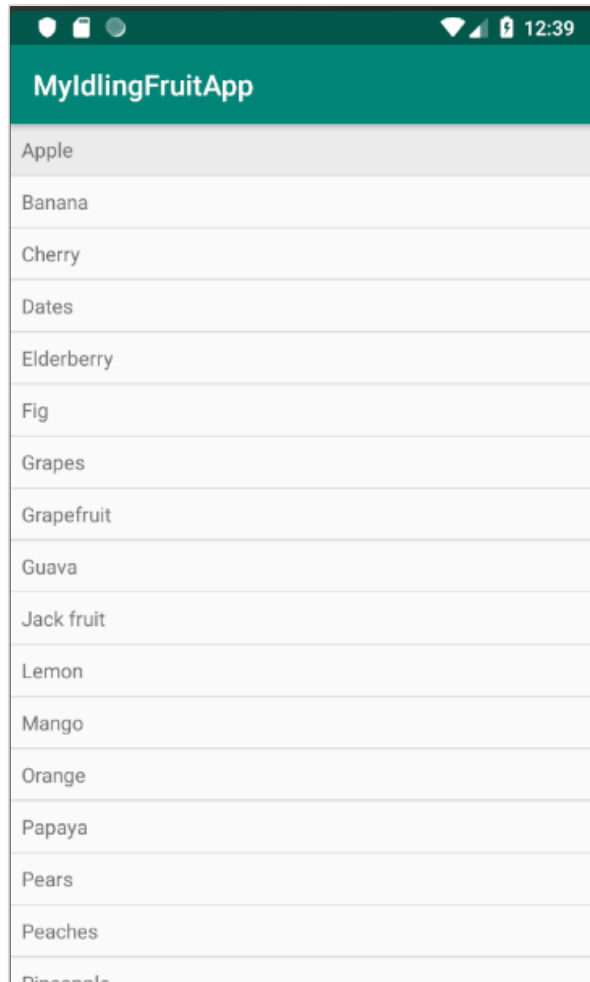 12:39
MyIdlingFruitApp
Apple
Banana
Cherry
Dates
Elderberry
Fig
Grapes
Grapefruit
Guava
Jack fruit
Lemon
Mango
Orange
Papaya
Pears
Peaches
Pineapple